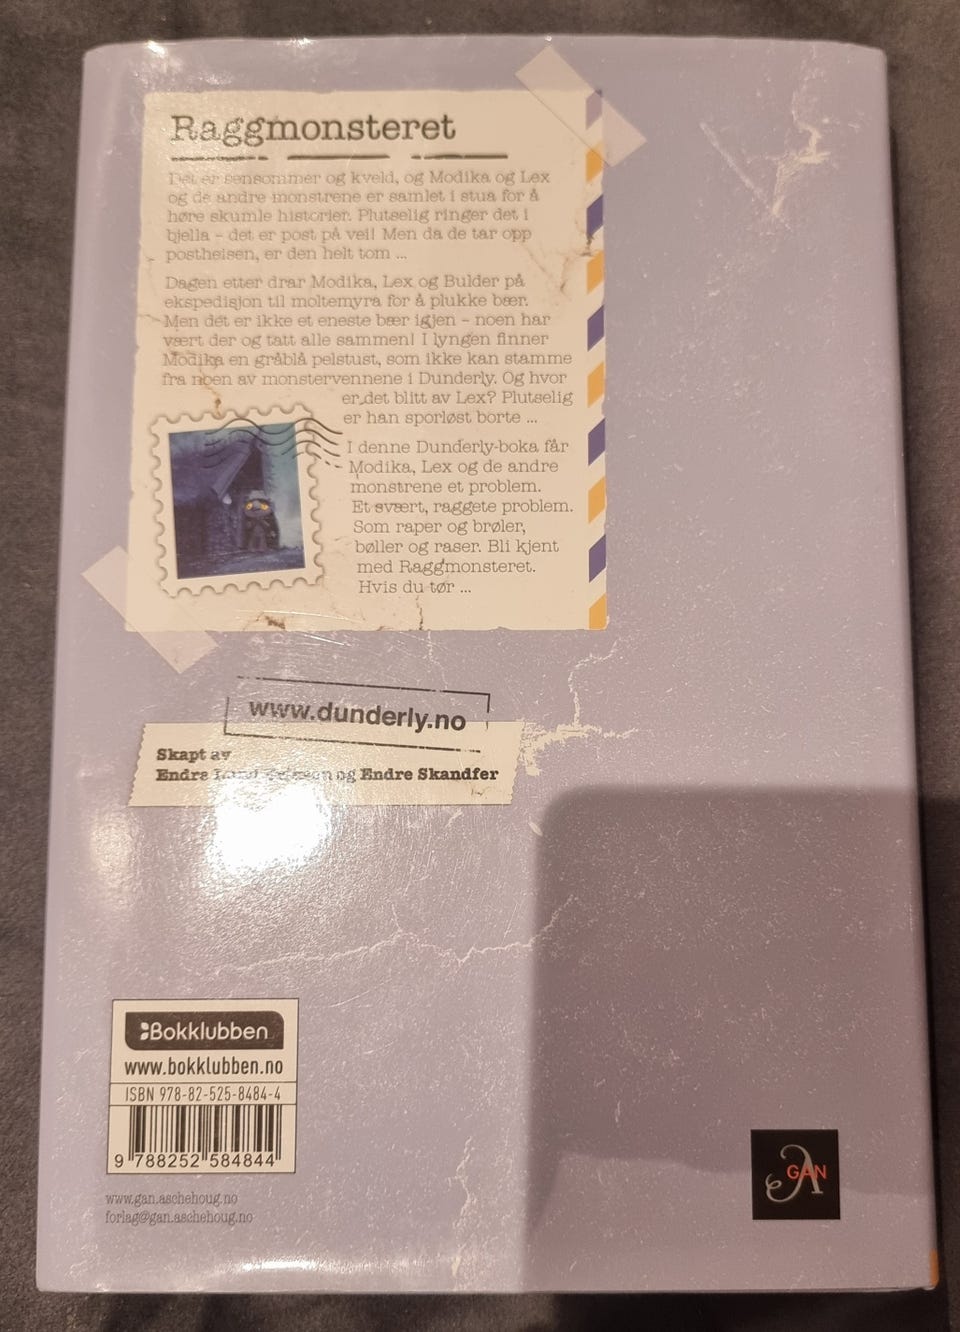 Raggmonsteret
Det er sensommer og kveld, og Modika og Lex
og de andre monstrene er samlet i stua for å
høre skumle historier. Plutselig ringer det i
bjella – det er post på vei! Men da de tar opp
postheisen, er den helt tom ...
Dagen etter drar Modika, Lex og Bulder på
ekspedisjon til moltemyra for å plukke bær.
Men dét er ikke et eneste bær igjen – noen har
vært der og tatt alle sammen! I lyngen finner
Modika en gråblå pelstust, som ikke kan stamme
fra noen av monstervennene i Dunderly. Og hvor
er det blitt av Lex? Plutselig
er han sporløst borte ...
I denne Dunderly-boka får
Modika, Lex og de andre
monstrene et problem.
Et svært, raggete problem.
Som raper og brøler,
bøller og raser. Bli kjent
med Raggmonsteret.
Hvis du tør ...
www.dunderly.no
Skapt av
Endre og Endre Skandfer
Bokklubben
www.bokklubben.no
ISBN 978-82-525-8484-4
9 788252 584844
www.gan.aschehoug.no
forlag@gan.aschehoug.no
GAN A